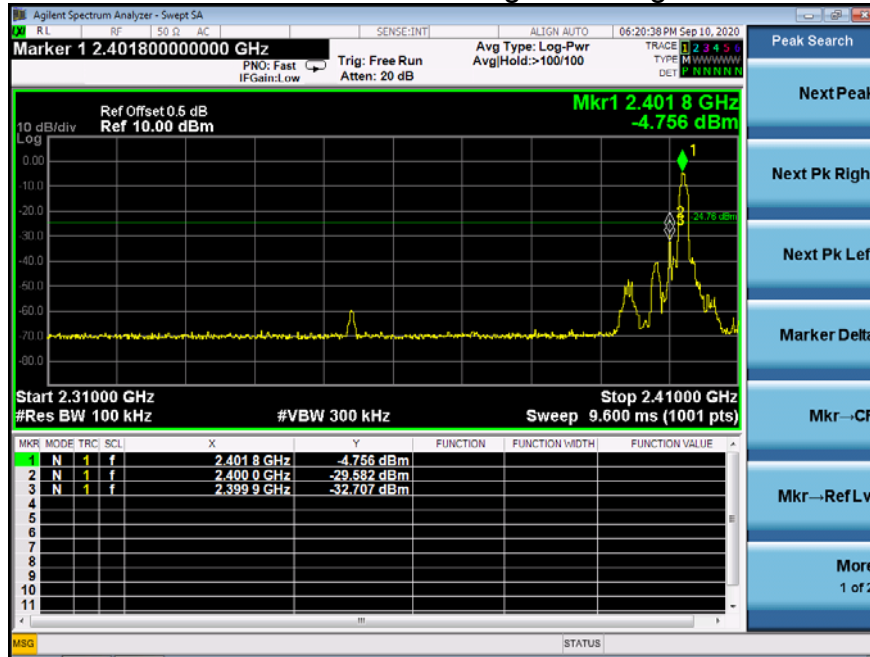 Agilent Spectrum Analyzer - Swept SA
RL RF 50 Ω AC SENSE:INT ALIGN AUTO 06:20:38 PM Sep 10, 2020
Marker 1 2.401800000000 GHz
PNO: Fast
IFGain:Low
Trig: Free Run
Atten: 20 dB
Avg Type: Log-Pwr
Avg|Hold:>100/100
TRACE 1 2 3 4 5 6
TYPE M WWWWW
DET P N N N N N
Ref Offset 0.5 dB
10 dB/div Ref 10.00 dBm
Log
Mkr1 2.401 8 GHz
-4.756 dBm
0.00
-10.0
-20.0
-30.0
-40.0
-50.0
-60.0
-70.0
-80.0
1
2
3
-24.76 dBm
Start 2.31000 GHz Stop 2.41000 GHz
#Res BW 100 kHz #VBW 300 kHz Sweep 9.600 ms (1001 pts)
MKR MODE TRC SCL X Y FUNCTION FUNCTION WIDTH FUNCTION VALUE
1 N 1 f 2.401 8 GHz -4.756 dBm
2 N 1 f 2.400 0 GHz -29.582 dBm
3 N 1 f 2.399 9 GHz -32.707 dBm
4
5
6
7
8
9
10
11
MSG STATUS
Peak Search
Next Peak
Next Pk Righ
Next Pk Lef
Marker Delta
Mkr→CF
Mkr→Ref Lv
More
1 of 2